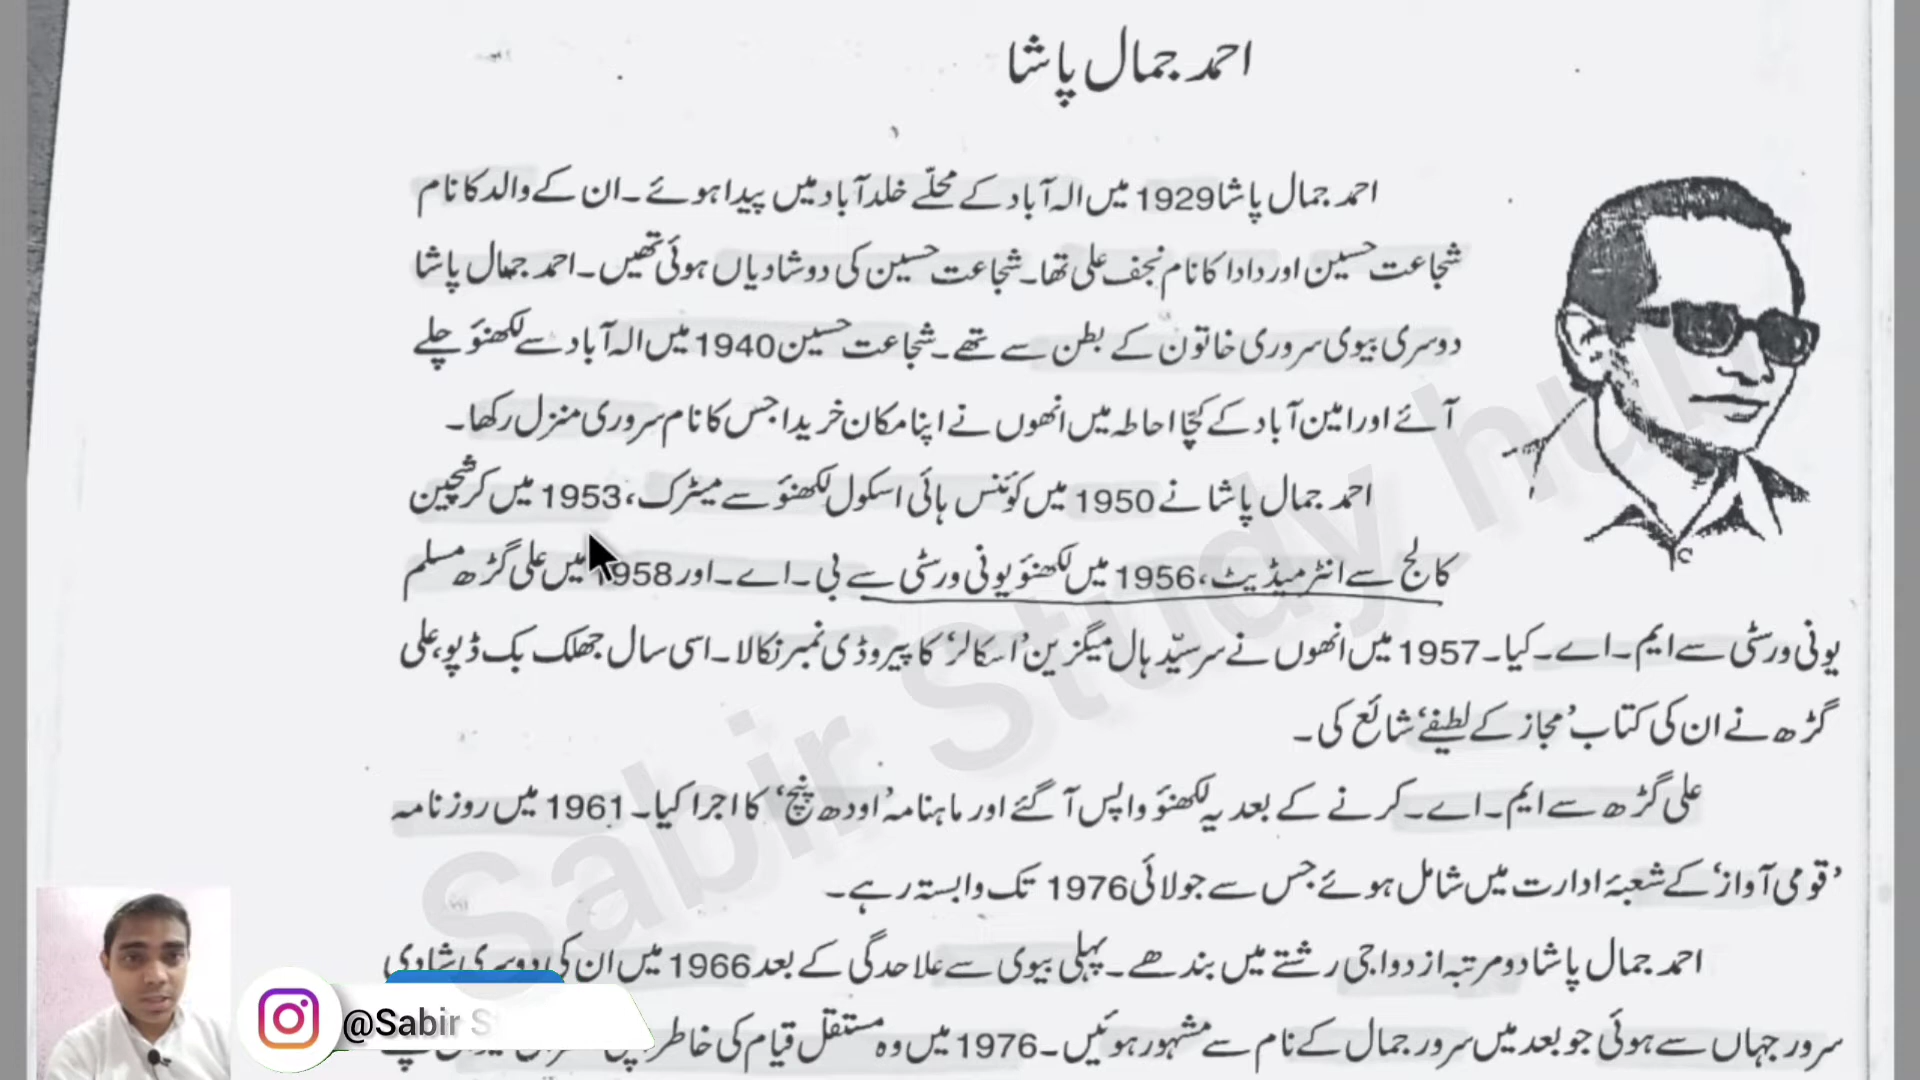 احمد جمال پاشا
احمد جمال پاشا 1929 میں الہ آباد کے محلّے خلد آباد میں پیدا ہوئے۔ ان کے والد کا نام
شجاعت حسین اور دادا کا نام نجف علی تھا۔ شجاعت حسین کی دو شادیاں ہوئی تھیں۔ احمد جمال پاشا
دوسری بیوی سروری خاتون کے بطن سے تھے۔ شجاعت حسین 1940 میں الہ آباد سے لکھنؤ چلے
آئے اور امین آباد کے کچّا احاطہ میں انھوں نے اپنا مکان خریدا جس کا نام سروری منزل رکھا۔
احمد جمال پاشا نے 1950 میں کوئنس ہائی اسکول لکھنؤ سے میٹرک، 1953 میں کرسچین
کالج سے انٹرمیڈیٹ، 1956 میں لکھنؤ یونی ورسٹی سے بی۔ اے۔ اور 1958 میں علی گڑھ مسلم
یونی ورسٹی سے ایم۔ اے۔ کیا۔ 1957 میں انھوں نے سر سیّد ہال میگزین 'اسکالر' کا پیروڈی نمبر نکالا۔ اسی سال جھلک بک ڈپو، علی
گڑھ نے ان کی کتاب 'مجاز کے لطیفے' شائع کی۔
علی گڑھ سے ایم۔ اے۔ کرنے کے بعد یہ لکھنؤ واپس آگئے اور ماہنامہ 'اودھ پنچ' کا اجرا کیا۔ 1961 میں روزنامہ
'قومی آواز' کے شعبۂ ادارت میں شامل ہوئے جس سے جولائی 1976 تک وابستہ رہے۔
احمد جمال پاشا دو مرتبہ ازدواجی رشتے میں بندھے۔ پہلی بیوی سے علاحدگی کے بعد 1966 میں ان کی دوسری شادی
سرور جہاں سے ہوئی جو بعد میں سرور جمال کے نام سے مشہور ہوئیں۔ 1976 میں وہ مستقل قیام کی خاطر
Sabir Study hub
@Sabir S